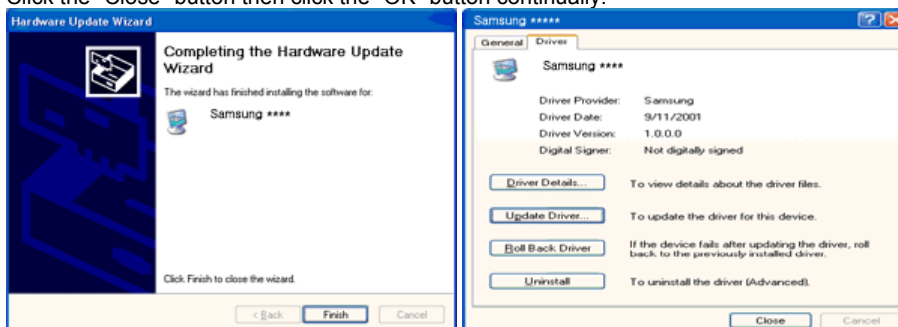 Click the "Close" button then click the "OK" button continually.
Hardware Update Wizard
Completing the Hardware Update
Wizard
The wizard has finished installing the software for:
Samsung ****
Click Finish to close the wizard.
< Back Finish Cancel
Samsung *****
General Driver
Samsung ****
Driver Provider: Samsung
Driver Date: 9/11/2001
Driver Version: 1.0.0.0
Digital Signer: Not digitally signed
Driver Details... To view details about the driver files.
Update Driver... To update the driver for this device.
Roll Back Driver If the device fails after updating the driver, roll
back to the previously installed driver.
Uninstall To uninstall the driver (Advanced).
Close Cancel